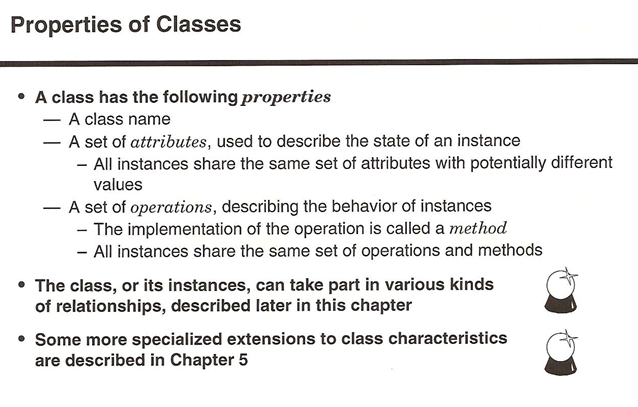 Properties of Classes
• A class has the following properties
— A class name
— A set of attributes, used to describe the state of an instance
– All instances share the same set of attributes with potentially different
values
— A set of operations, describing the behavior of instances
– The implementation of the operation is called a method
– All instances share the same set of operations and methods
• The class, or its instances, can take part in various kinds
of relationships, described later in this chapter
• Some more specialized extensions to class characteristics
are described in Chapter 5